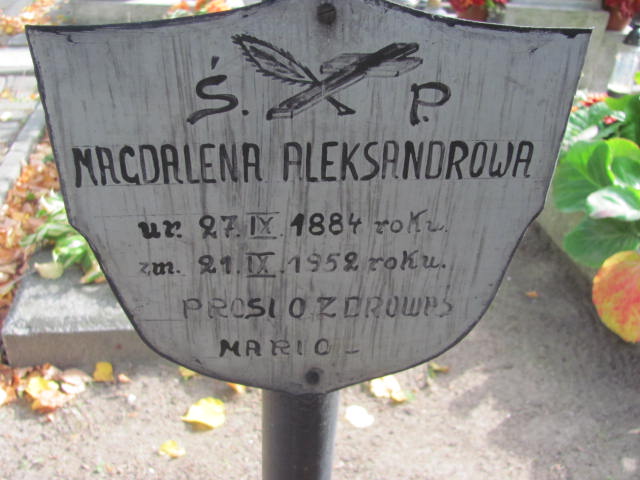 Ś. P.
MAGDALENA ALEKSANDROWA
ur. 27. IX. 1884 roku.
zm. 21. IX. 1952 roku.
PROSI O ZDROWAŚ
MARIO